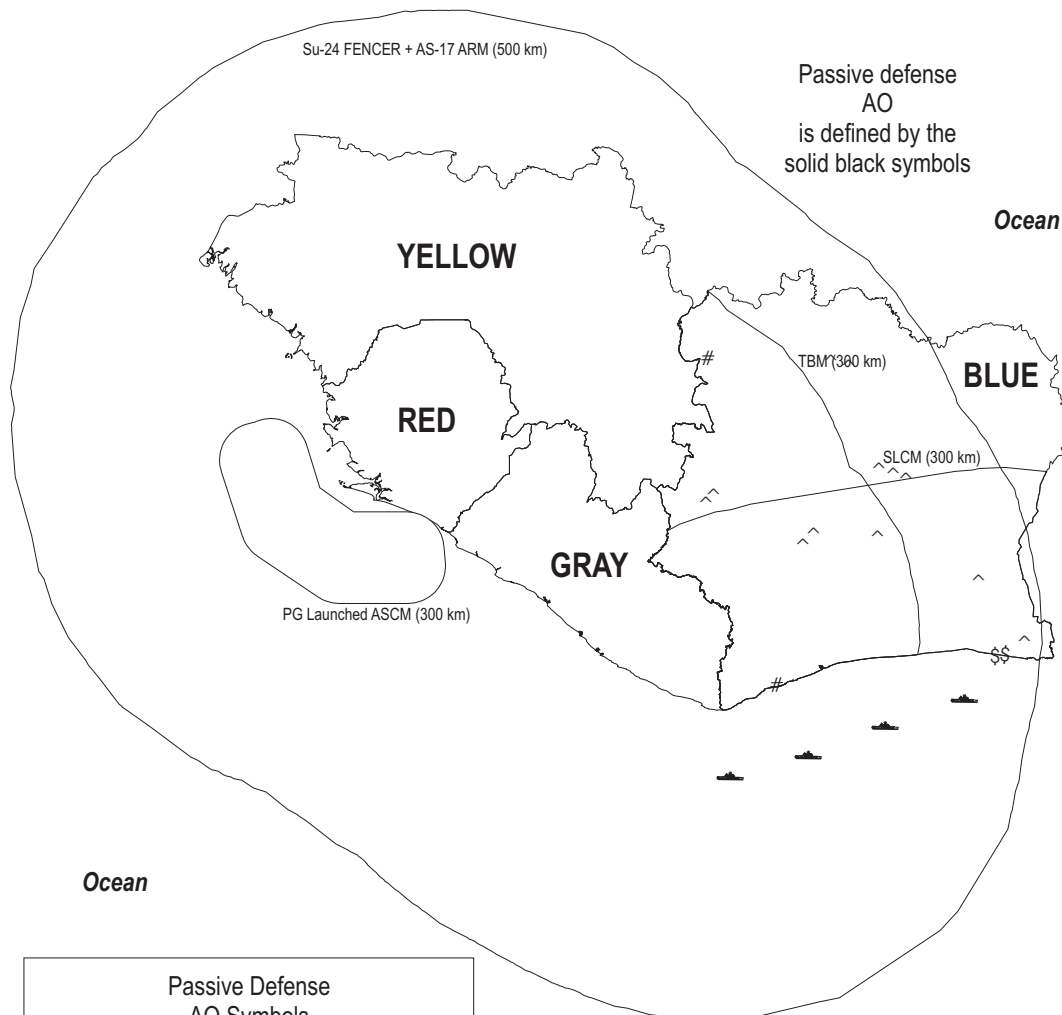 Su-24 FENCER + AS-17 ARM (500 km)
Passive defense
AO
is defined by the
solid black symbols
Ocean
YELLOW
#
TBM (300 km)
BLUE
RED
SLCM (300 km)
GRAY
PG Launched ASCM (300 km)
$$
#
Ocean
Passive Defense
AO Symbols